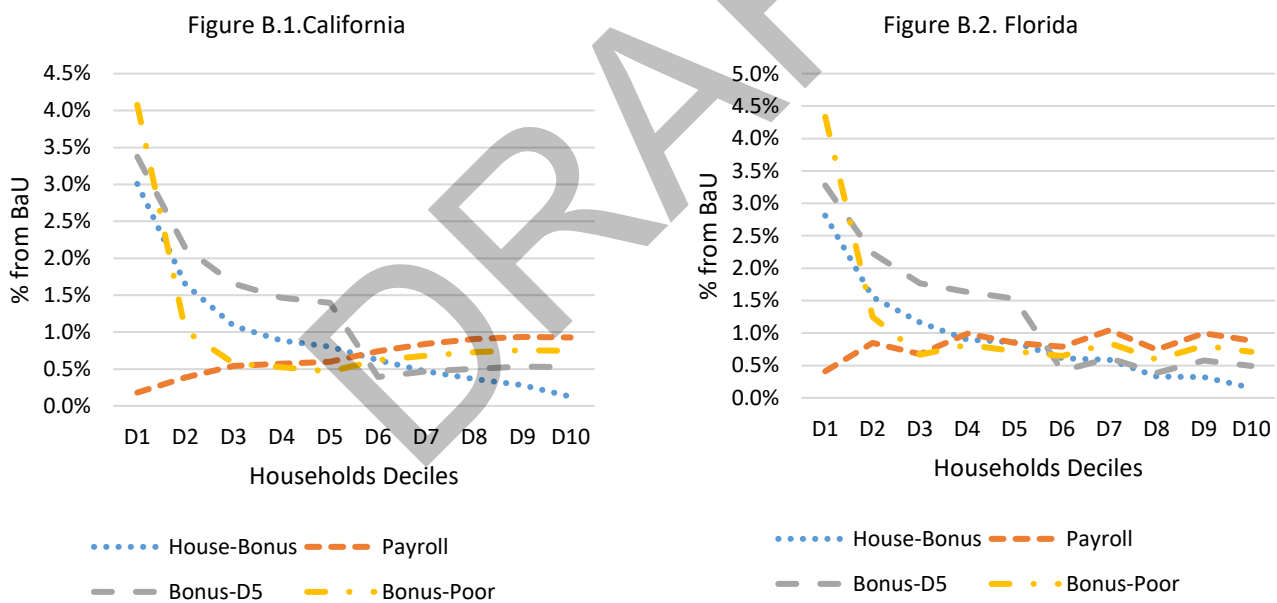 Figure B.1.California
4.5%
4.0%
3.5%
3.0%
2.5%
2.0%
1.5%
1.0%
0.5%
0.0%
% from BaU
D1 D2 D3 D4 D5 D6 D7 D8 D9 D10
Households Deciles
House-Bonus
Payroll
Bonus-D5
Bonus-Poor
Figure B.2. Florida
5.0%
4.5%
4.0%
3.5%
3.0%
2.5%
2.0%
1.5%
1.0%
0.5%
0.0%
% from BaU
D1 D2 D3 D4 D5 D6 D7 D8 D9 D10
Households Deciles
House-Bonus
Payroll
Bonus-D5
Bonus-Poor
DRAF